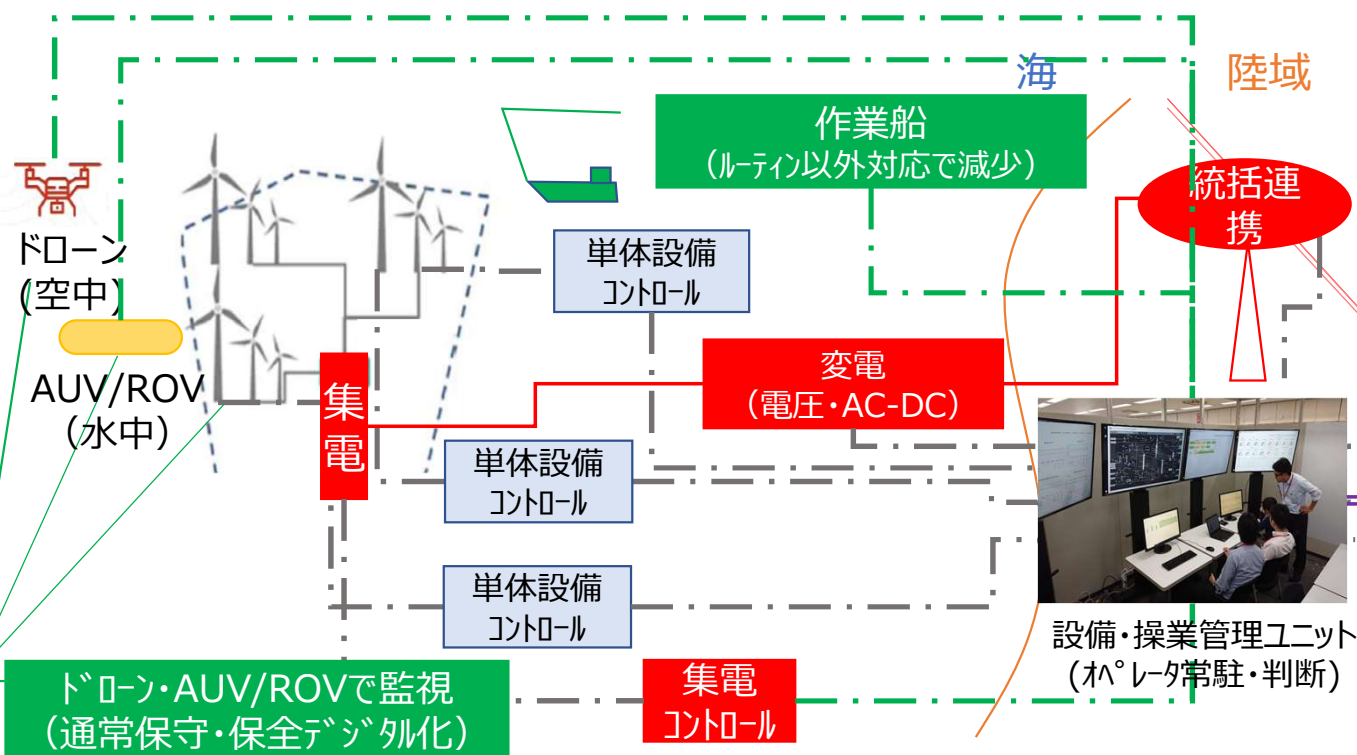 海
陸域
作業船
（ﾙｰﾃｨﾝ以外対応で減少）
統括連
携
ﾄﾞﾛｰﾝ
(空中)
単体設備
ｺﾝﾄﾛｰﾙ
AUV/ROV
（水中）
集
電
変電
（電圧・AC-DC）
単体設備
ｺﾝﾄﾛｰﾙ
単体設備
ｺﾝﾄﾛｰﾙ
設備・操業管理ユニット
(ｵﾍﾟﾚｰﾀ常駐・判断)
ﾄﾞﾛｰﾝ・AUV/ROVで監視
（通常保守・保全ﾃﾞｼﾞﾀﾙ化）
集電
ｺﾝﾄﾛｰﾙ